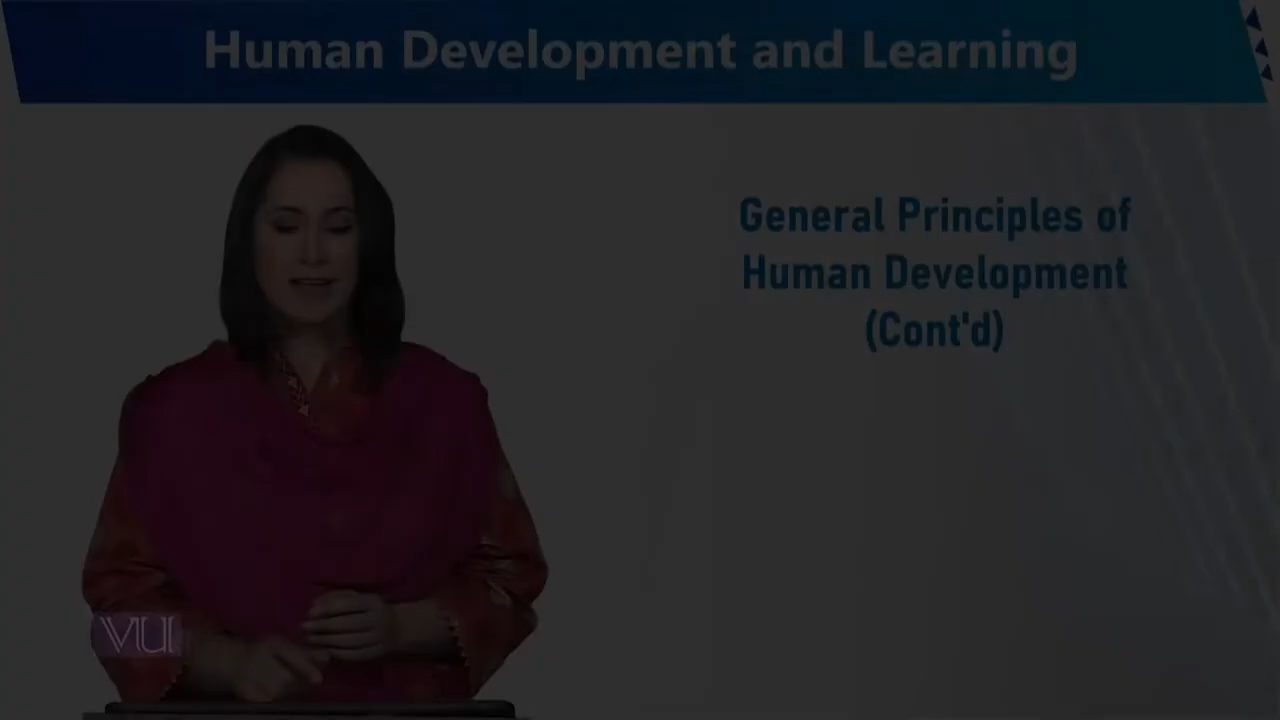 Human Development and Learning
General Principles of
Human Development
(Cont'd)
VU